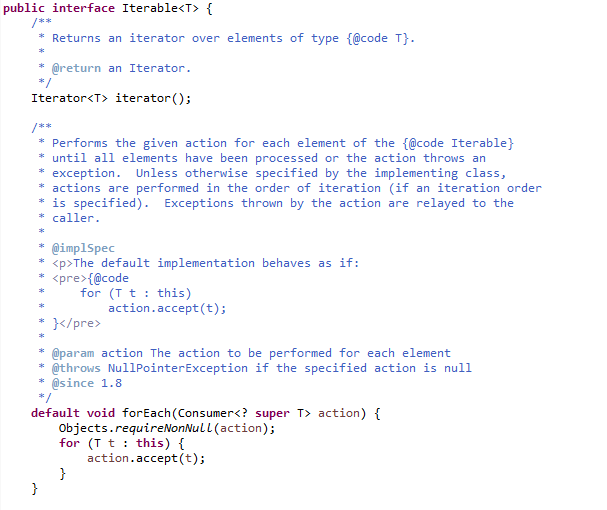 public interface Iterable<T> {
    /**
     * Returns an iterator over elements of type {@code T}.
     *
     * @return an Iterator.
     */
    Iterator<T> iterator();

    /**
     * Performs the given action for each element of the {@code Iterable}
     * until all elements have been processed or the action throws an
     * exception.  Unless otherwise specified by the implementing class,
     * actions are performed in the order of iteration (if an iteration order
     * is specified).  Exceptions thrown by the action are relayed to the
     * caller.
     *
     * @implSpec
     * <p>The default implementation behaves as if:
     * <pre>{@code
     *     for (T t : this)
     *         action.accept(t);
     * }</pre>
     *
     * @param action The action to be performed for each element
     * @throws NullPointerException if the specified action is null
     * @since 1.8
     */
    default void forEach(Consumer<? super T> action) {
        Objects.requireNonNull(action);
        for (T t : this) {
            action.accept(t);
        }
    }